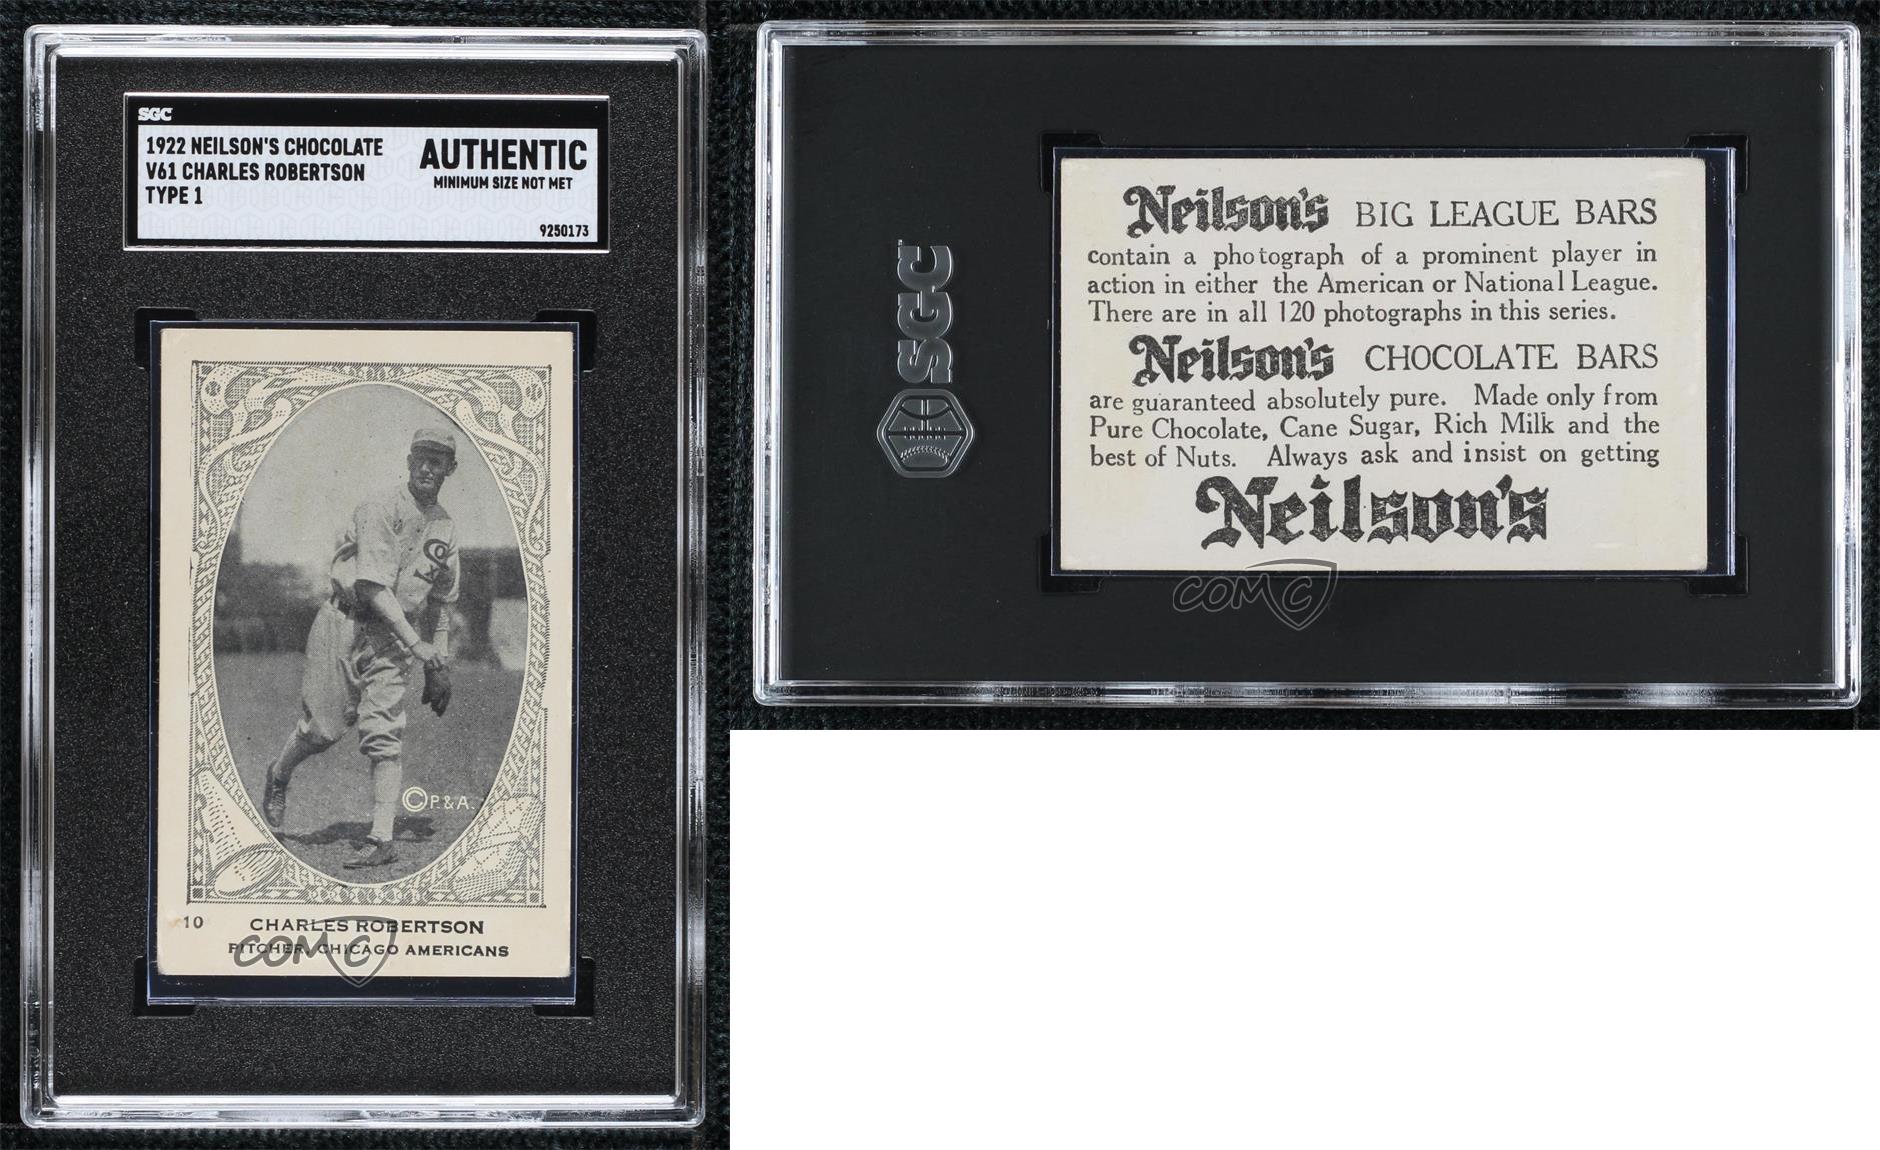 SGC
1922 NEILSON'S CHOCOLATE
V61 CHARLES ROBERTSON
TYPE 1
AUTHENTIC
MINIMUM SIZE NOT MET
9250173
SOX
© P. & A.
10
CHARLES ROBERTSON
PITCHER, CHICAGO AMERICANS
COMC
SGC
Neilson's BIG LEAGUE BARS
contain a photograph of a prominent player in
action in either the American or National League.
There are in all 120 photographs in this series.
Neilson's CHOCOLATE BARS
are guaranteed absolutely pure. Made only from
Pure Chocolate, Cane Sugar, Rich Milk and the
best of Nuts. Always ask and insist on getting
Neilson's
COMC